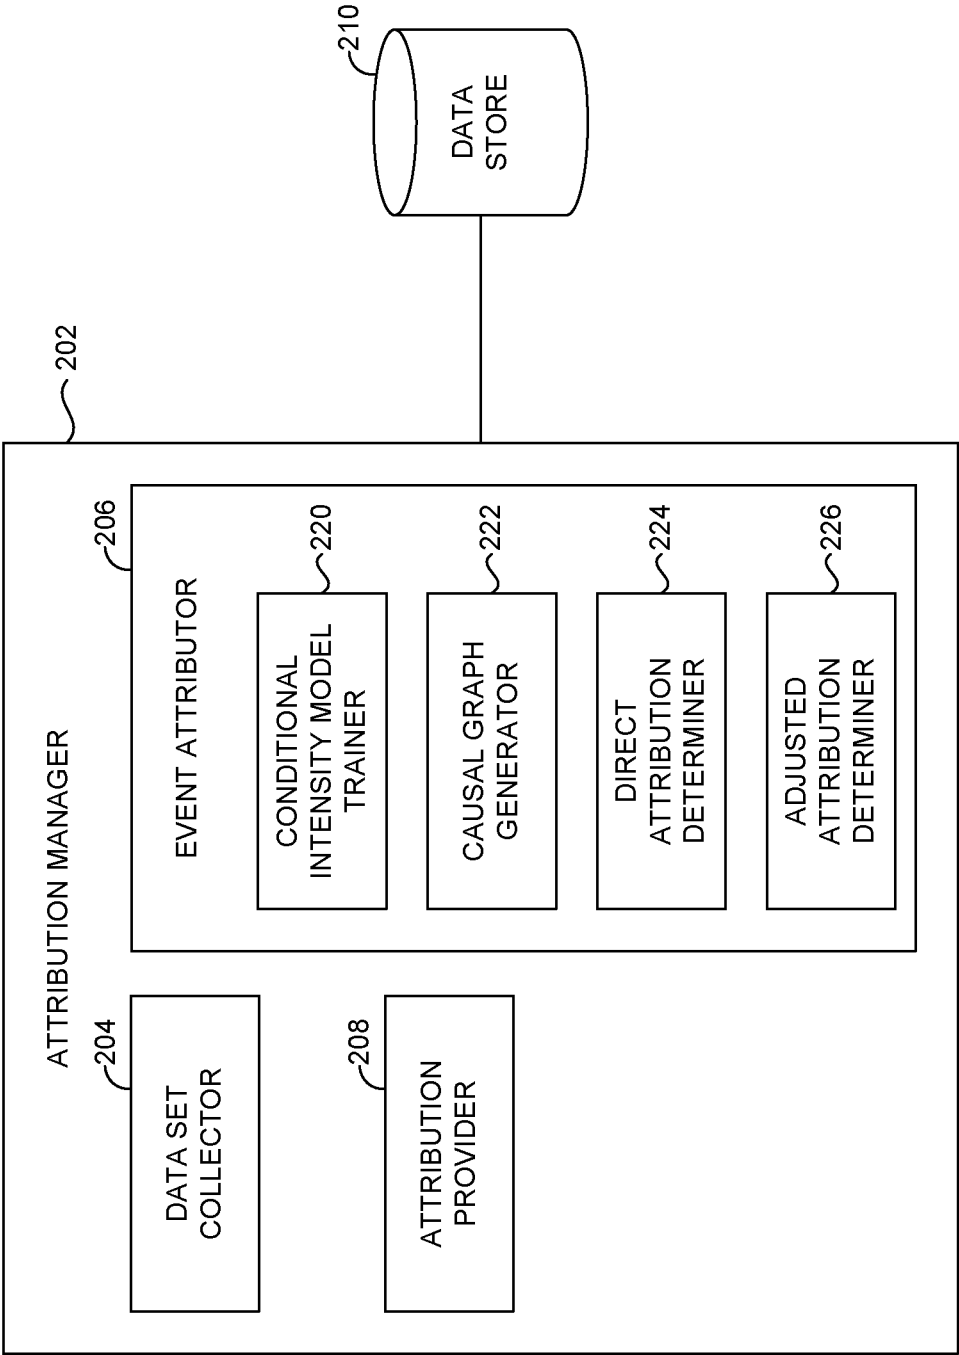 ATTRIBUTION MANAGER
202
204
DATA SET
COLLECTOR
208
ATTRIBUTION
PROVIDER
206
EVENT ATTRIBUTOR
CONDITIONAL
INTENSITY MODEL
TRAINER
220
CAUSAL GRAPH
GENERATOR
222
DIRECT
ATTRIBUTION
DETERMINER
224
ADJUSTED
ATTRIBUTION
DETERMINER
226
210
DATA
STORE